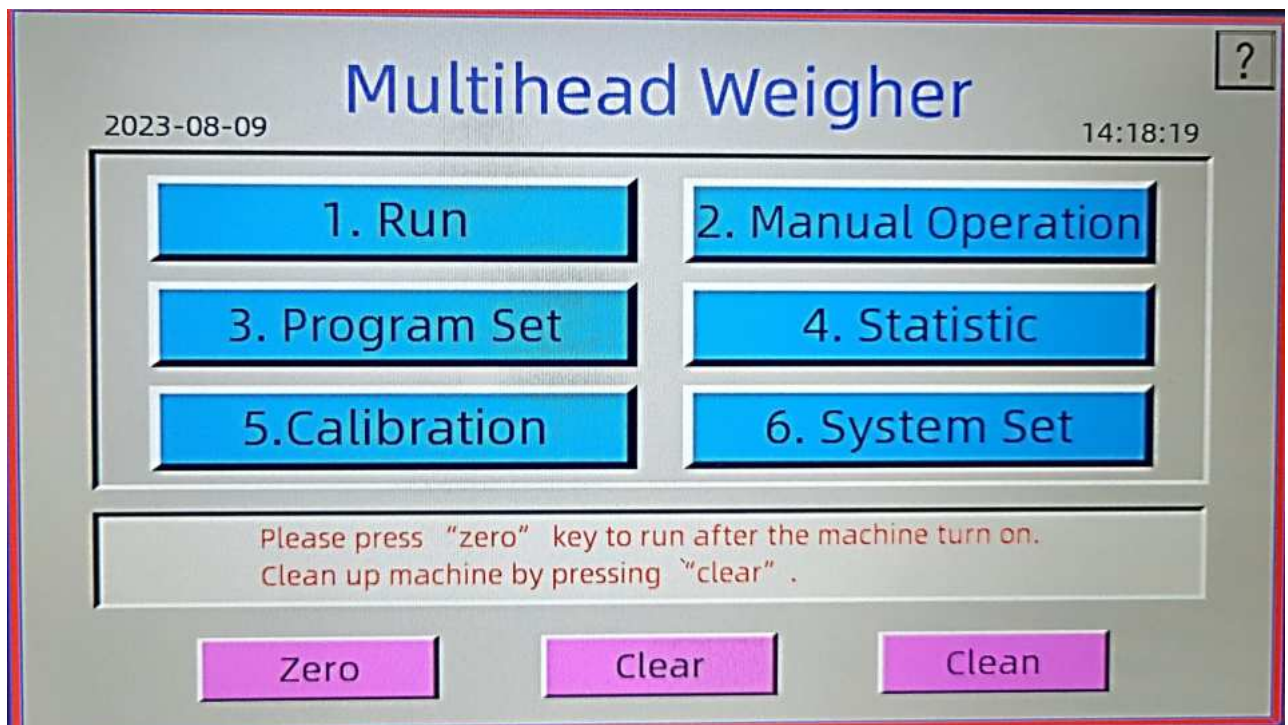 ?
Multihead Weigher
2023-08-09
14:18:19
1. Run
2. Manual Operation
3. Program Set
4. Statistic
5.Calibration
6. System Set
Please press “zero” key to run after the machine turn on.
Clean up machine by pressing “clear”.
Zero
Clear
Clean